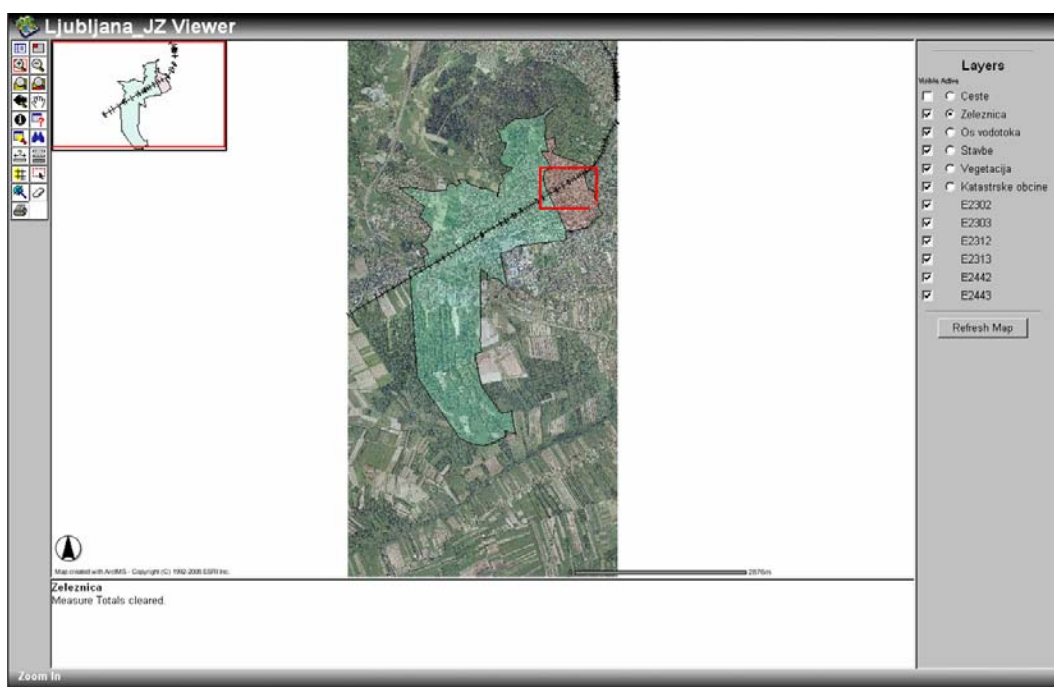 Ljubljana_JZ Viewer
Layers
Visible Active
Ceste
Zeleznica
Os vodotoka
Stavbe
Vegetacija
Katastrske obcine
E2302
E2303
E2312
E2313
E2442
E2443
Refresh Map
Map created with ArcIMS - Copyright (C) 1992-2006 ESRI Inc.
2876m
Zeleznica
Measure Totals cleared.
Zoom In